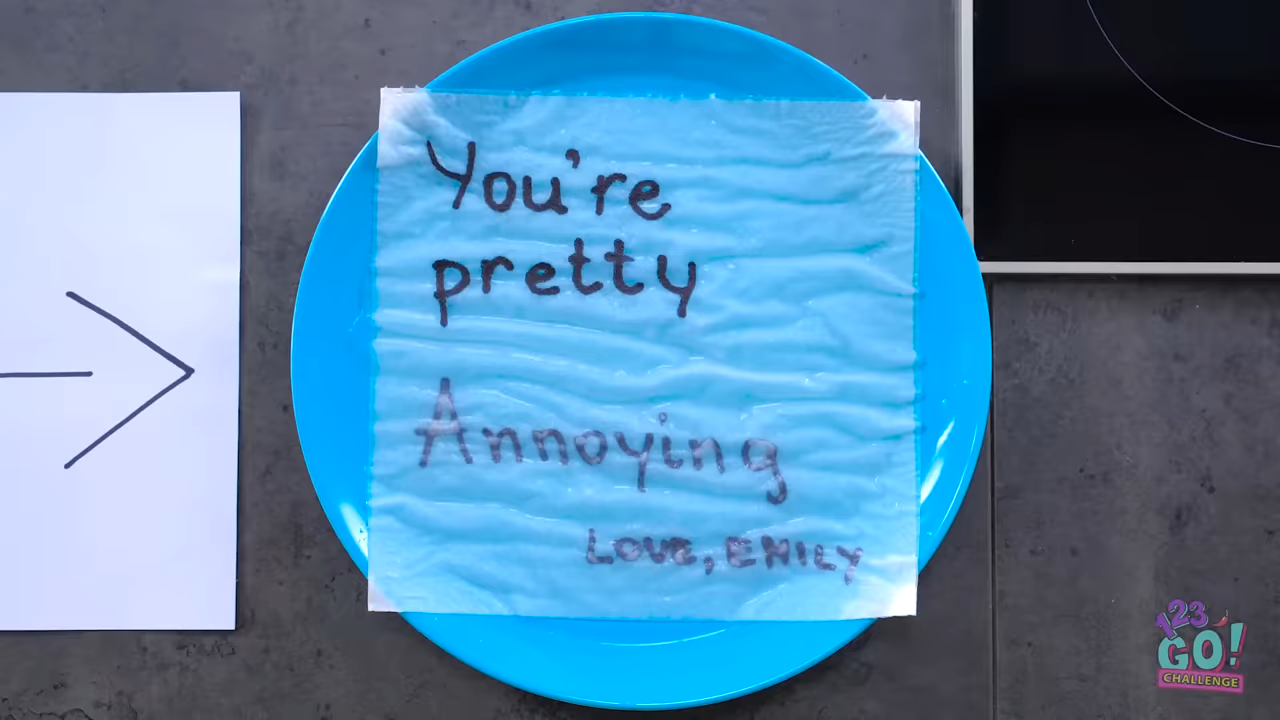 You're
pretty
Annoying
LOVE, EMILY
123
GO!
CHALLENGE